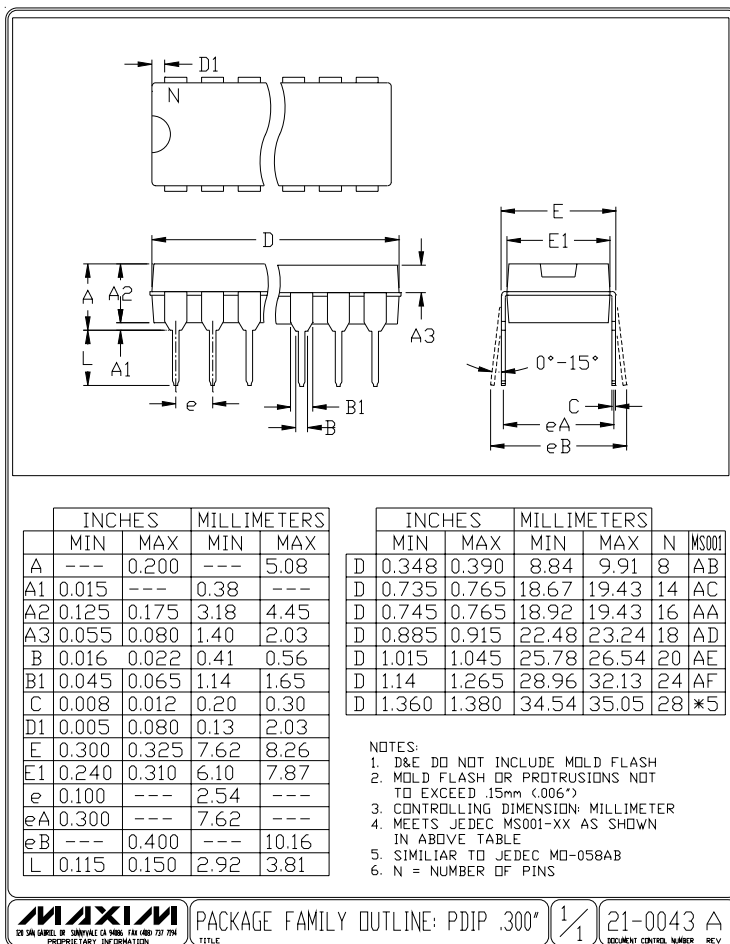 D1
N
D
E
E1
A
A2
A3
L
A1
0°-15°
e
B1
B
C
eA
eB
INCHES MILLIMETERS
MIN MAX MIN MAX
A --- 0.200 --- 5.08
A1 0.015 --- 0.38 ---
A2 0.125 0.175 3.18 4.45
A3 0.055 0.080 1.40 2.03
B 0.016 0.022 0.41 0.56
B1 0.045 0.065 1.14 1.65
C 0.008 0.012 0.20 0.30
D1 0.005 0.080 0.13 2.03
E 0.300 0.325 7.62 8.26
E1 0.240 0.310 6.10 7.87
e 0.100 --- 2.54 ---
eA 0.300 --- 7.62 ---
eB --- 0.400 --- 10.16
L 0.115 0.150 2.92 3.81
INCHES MILLIMETERS
MIN MAX MIN MAX N MS001
D 0.348 0.390 8.84 9.91 8 AB
D 0.735 0.765 18.67 19.43 14 AC
D 0.745 0.765 18.92 19.43 16 AA
D 0.885 0.915 22.48 23.24 18 AD
D 1.015 1.045 25.78 26.54 20 AE
D 1.14 1.265 28.96 32.13 24 AF
D 1.360 1.380 34.54 35.05 28 *5
NOTES:
1. D&E DO NOT INCLUDE MOLD FLASH
2. MOLD FLASH OR PROTRUSIONS NOT
TO EXCEED .15mm (.006")
3. CONTROLLING DIMENSION: MILLIMETER
4. MEETS JEDEC MS001-XX AS SHOWN
IN ABOVE TABLE
5. SIMILIAR TO JEDEC MO-058AB
6. N = NUMBER OF PINS
MAXIM
120 SAN GABRIEL DR SUNNYVALE CA 94086 FAX (408) 737 7194
PROPRIETARY INFORMATION
PACKAGE FAMILY OUTLINE: PDIP .300"
TITLE
1/1
21-0043 A
DOCUMENT CONTROL NUMBER REV